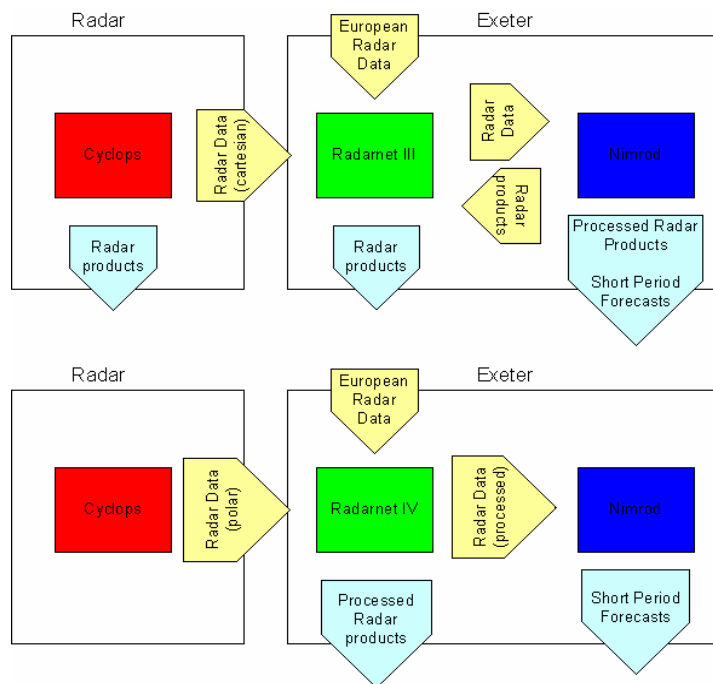 Radar
Exeter
European
Radar
Data
Cyclops
Radar Data
(cartesian)
Radarnet III
Radar
Data
Radar
products
Nimrod
Radar
products
Radar
products
Processed Radar
Products
Short Period
Forecasts
Radar
Exeter
European
Radar
Data
Cyclops
Radar Data
(polar)
Radarnet IV
Radar Data
(processed)
Nimrod
Processed
Radar
products
Short Period
Forecasts